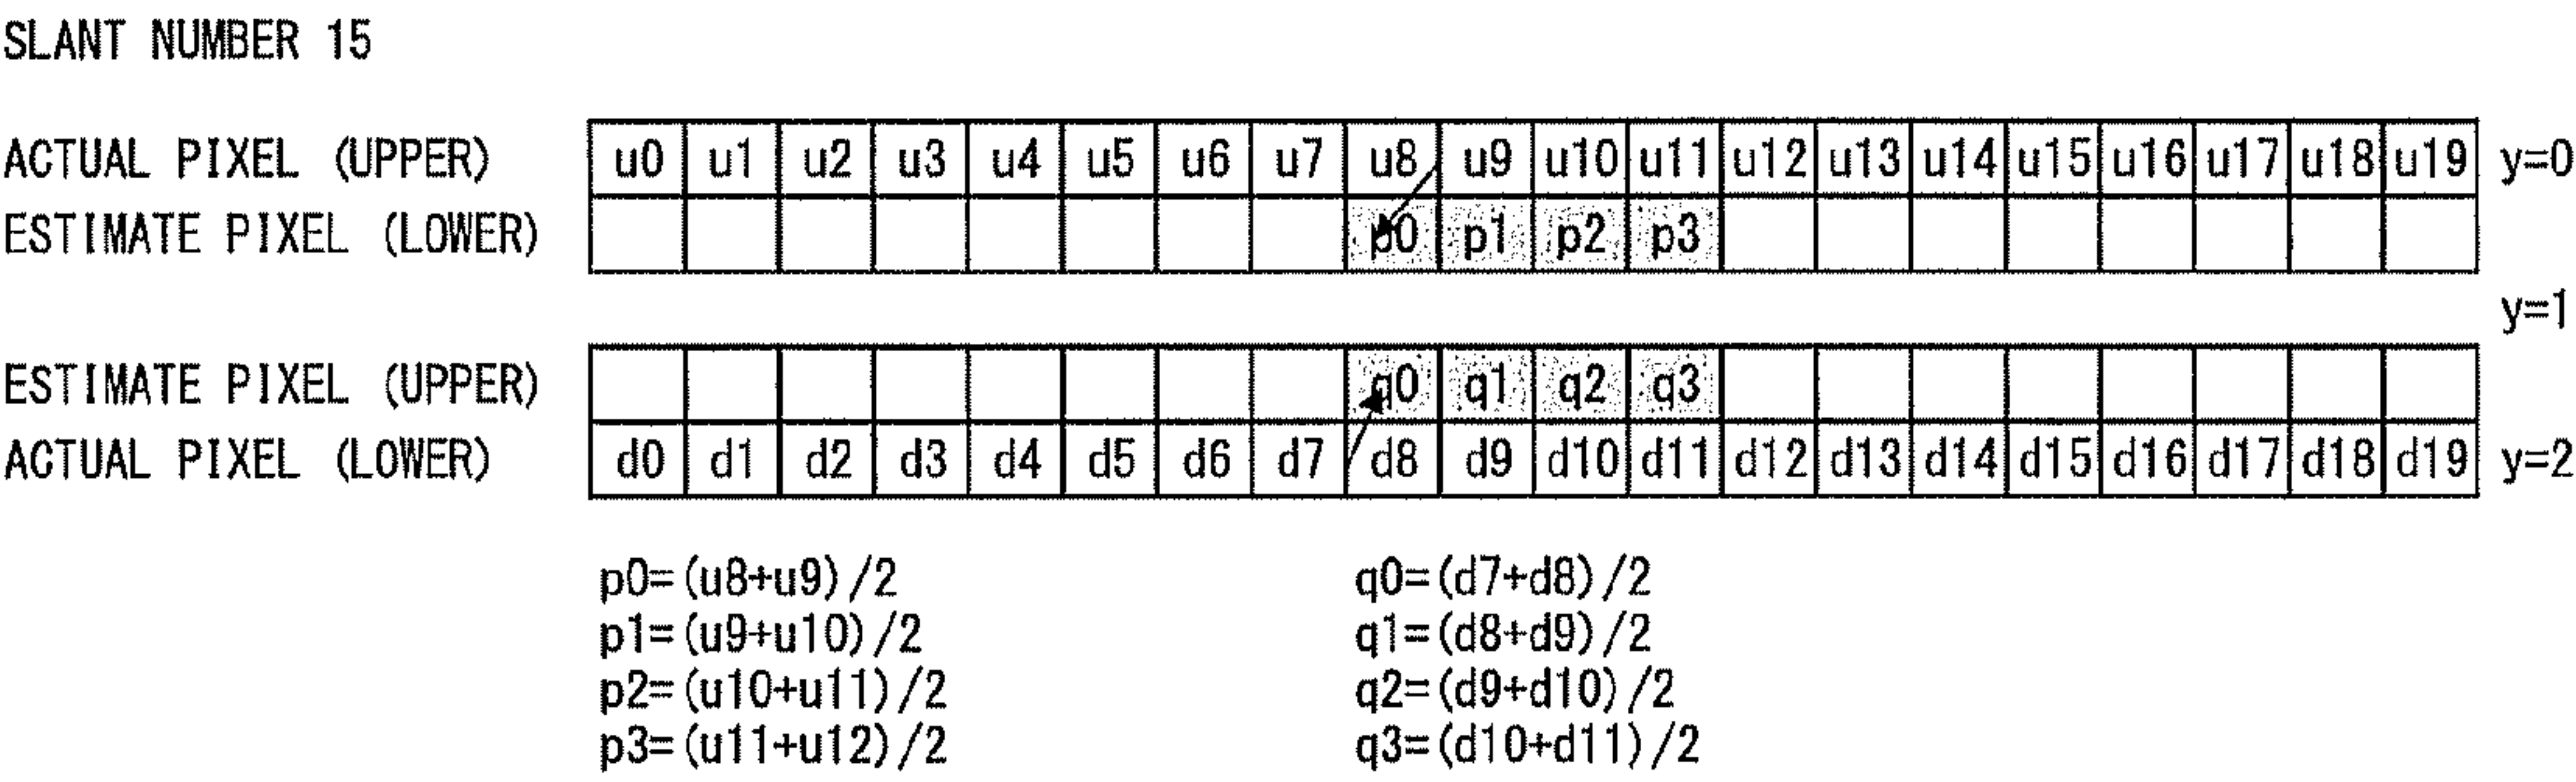 SLANT NUMBER 15
ACTUAL PIXEL (UPPER) u0 u1 u2 u3 u4 u5 u6 u7 u8 u9 u10 u11 u12 u13 u14 u15 u16 u17 u18 u19 y=0
ESTIMATE PIXEL (LOWER) p0 p1 p2 p3
y=1
ESTIMATE PIXEL (UPPER) q0 q1 q2 q3
ACTUAL PIXEL (LOWER) d0 d1 d2 d3 d4 d5 d6 d7 d8 d9 d10 d11 d12 d13 d14 d15 d16 d17 d18 d19 y=2
p0=(u8+u9)/2 q0=(d7+d8)/2
p1=(u9+u10)/2 q1=(d8+d9)/2
p2=(u10+u11)/2 q2=(d9+d10)/2
p3=(u11+u12)/2 q3=(d10+d11)/2